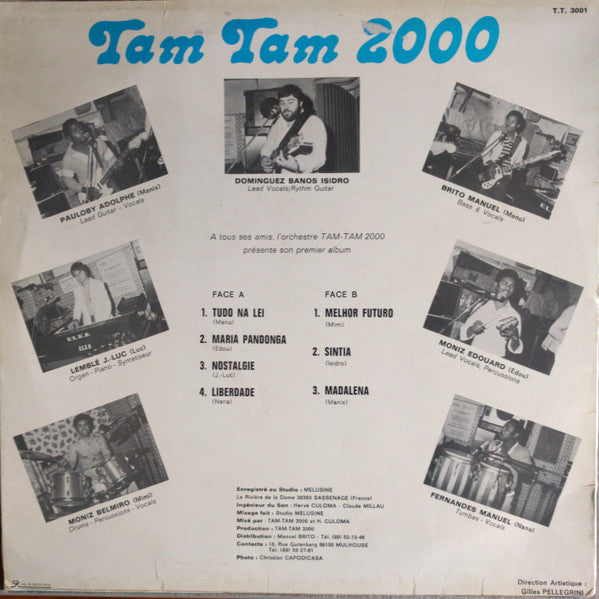 T.T. 3001
Tam Tam 2000
PAULOBY ADOLPHE (Manix)
Lead Guitar - Vocals
DOMINGUEZ BANOS ISIDRO
Lead Vocals/Rythm Guitar
BRITO MANUEL (Manu)
Bass & Vocals
A tous ses amis, l'orchestre TAM-TAM 2000
présente son premier album
ELKA
ELKA
LEMBLÉ J.-LUC (Luc)
Organ - Piano - Syntetiseur
FACE A
1. TUDO NA LEI
(Manu)
2. MARIA PANDONGA
(Edou)
3. NOSTALGIE
(J.-Luc)
4. LIBERDADE
(Nana)
FACE B
1. MELHOR FUTURO
(Mimi)
2. SINTIA
(Isidro)
3. MADALENA
(Manix)
MONIZ EDOUARD (Edou)
Lead Vocals, Percussions
MONIZ BELMIRO (Mimi)
Drums - Percussions - Vocals
FERNANDES MANUEL (Nana)
Tumbas - Vocals
Enregistré au Studio : MELUSINE
Le Rivière de la Dame 38360 SASSENAGE (France)
Ingénieur du Son : Hervé CULOMA - Claude MILLAU
Mixage fait : Studio MELUSINE
Mixé par : TAM-TAM 2000 et H. CULOMA
Production : TAM-TAM 2000
Distribution : Manuel BRITO - Tél. (89) 53-13-46
Contacts : 16, Rue Gutenberg 68100 MULHOUSE
Tél. (89) 59-27-81
Photo : Christian CAPODICASA
Direction Artistique :
Gilles PELLEGRINI